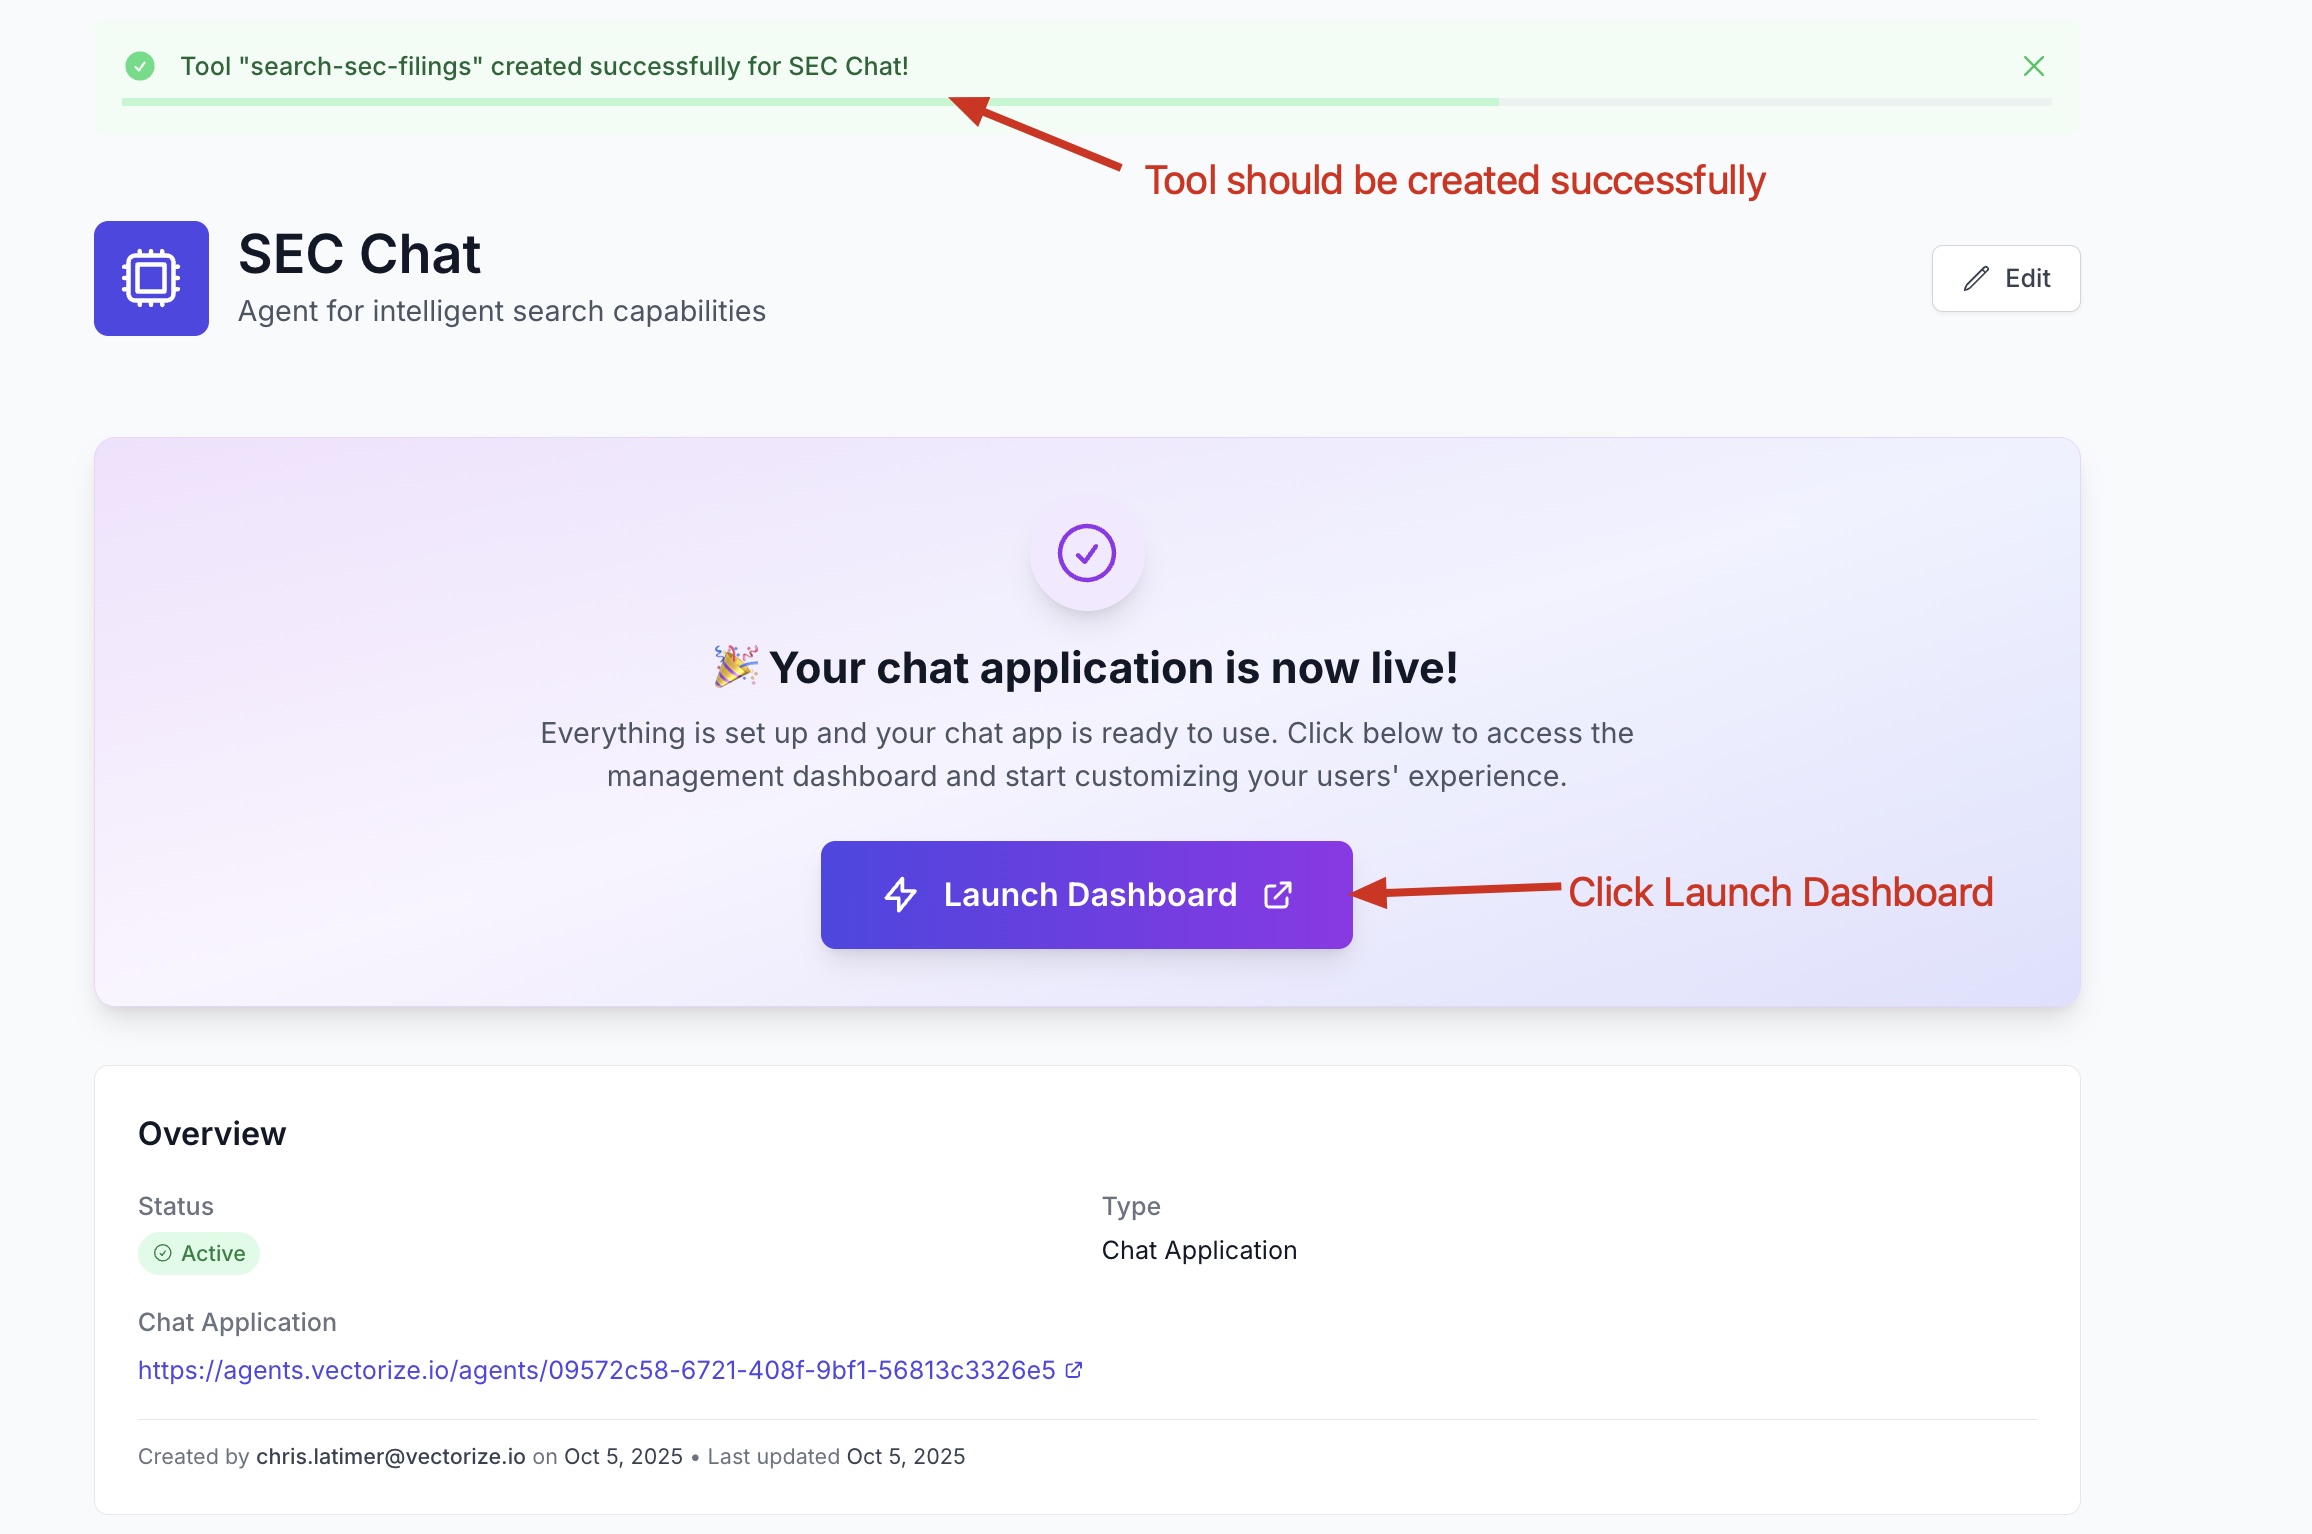 Tool "search-sec-filings" created successfully for SEC Chat!
Tool should be created successfully
SEC Chat
Agent for intelligent search capabilities
Edit
🎉 Your chat application is now live!
Everything is set up and your chat app is ready to use. Click below to access the
management dashboard and start customizing your users' experience.
Launch Dashboard
Click Launch Dashboard
Overview
Status
Type
Active
Chat Application
Chat Application
https://agents.vectorize.io/agents/09572c58-6721-408f-9bf1-56813c3326e5
Created by chris.latimer@vectorize.io on Oct 5, 2025 • Last updated Oct 5, 2025